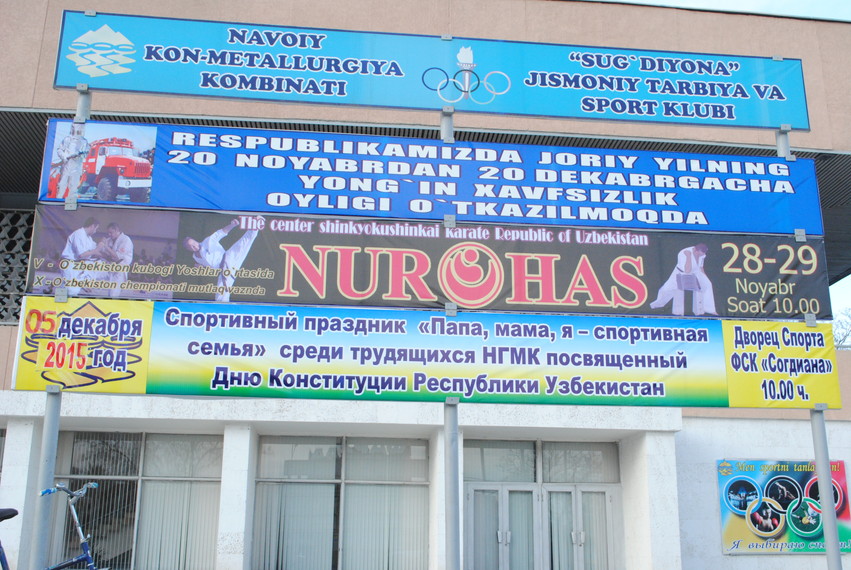 NAVOIY
KON-METALLURGIYA
KOMBINATI
"SUG`DIYONA"
JISMONIY TARBIYA VA
SPORT KLUBI
RESPUBLIKAMIZDA JORIY YILNING
20 NOYABRDAN 20 DEKABRGACHA
YONG`IN XAVFSIZLIK
OYLIGI O`TKAZILMOQDA
The center shinkyokushinkai karate Republic of Uzbekistan
NUR HAS
V - O`zbekiston kubogi Yoshlar o`rtasida
X - O`zbekiston chempionati mutlaq vaznda
28-29
Noyabr
Soat 10.00
05 декабря
2015 год
Спортивный праздник «Папа, мама, я – спортивная
семья» среди трудящихся НГМК посвященный
Дню Конституции Республики Узбекистан
Дворец Спорта
ФСК «Согдиана»
10.00 ч.
Men sportni
Я выбираю